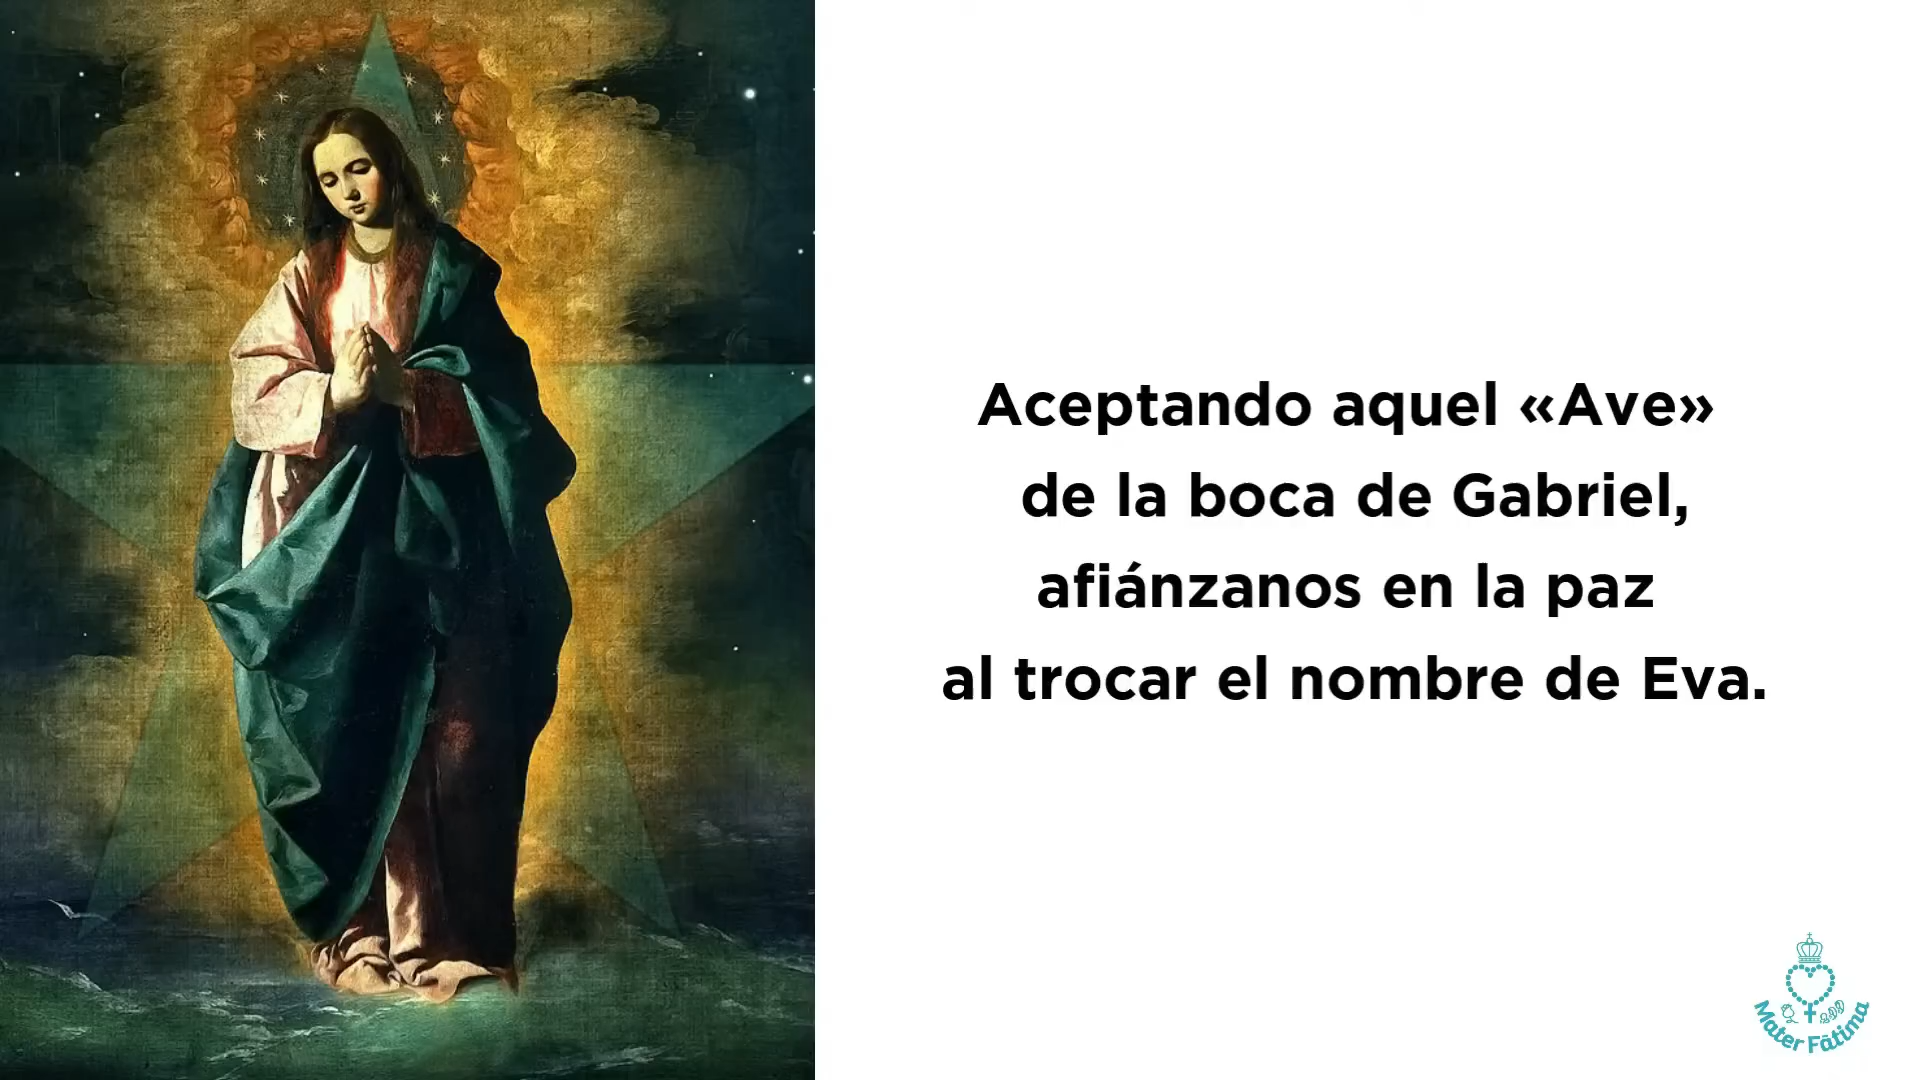 Aceptando aquel «Ave»
de la boca de Gabriel,
afiánzanos en la paz
al trocar el nombre de Eva.
Mater Fátima